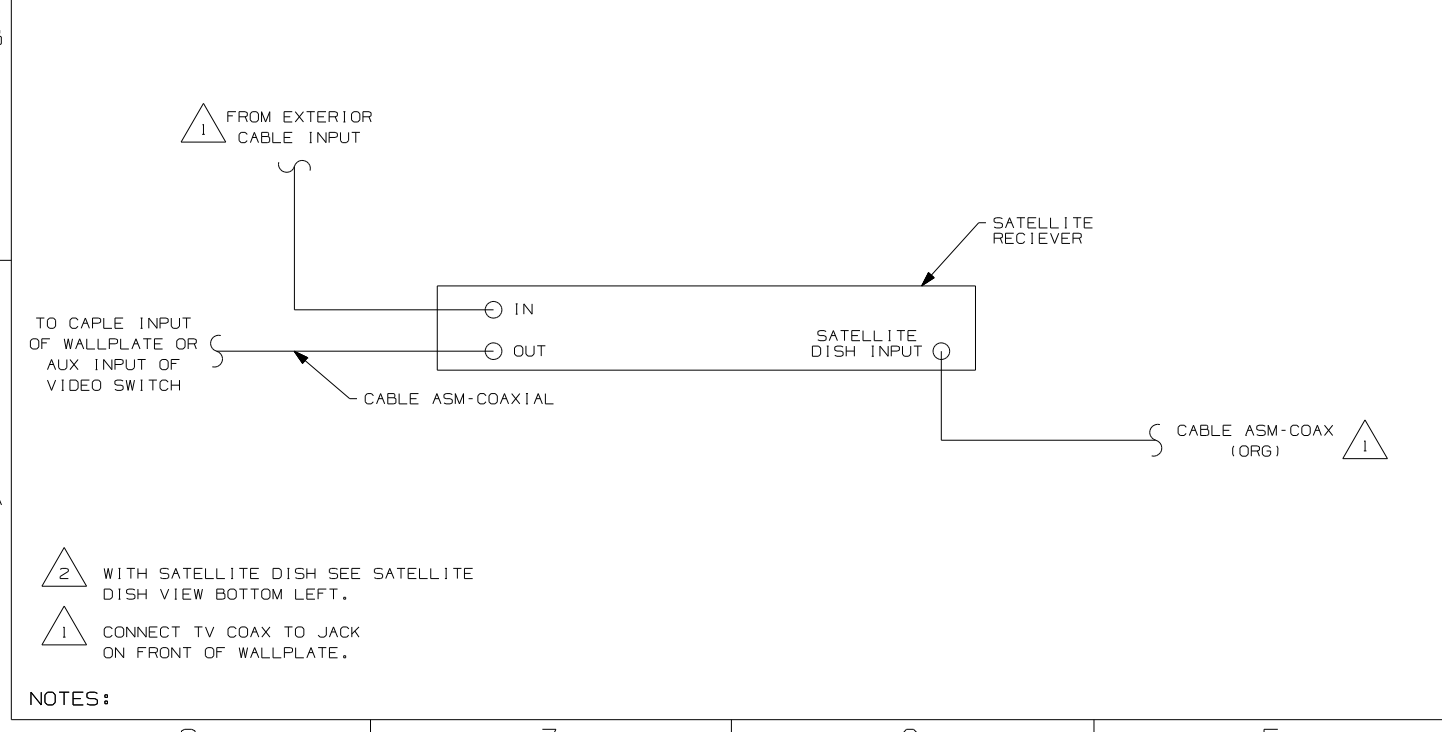 1
FROM EXTERIOR
CABLE INPUT
SATELLITE
RECIEVER
IN
TO CAPLE INPUT
OF WALLPLATE OR
AUX INPUT OF
VIDEO SWITCH
OUT
SATELLITE
DISH INPUT
CABLE ASM-COAXIAL
CABLE ASM-COAX
(ORG)
1
2
WITH SATELLITE DISH SEE SATELLITE
DISH VIEW BOTTOM LEFT.
1
CONNECT TV COAX TO JACK
ON FRONT OF WALLPLATE.
NOTES: